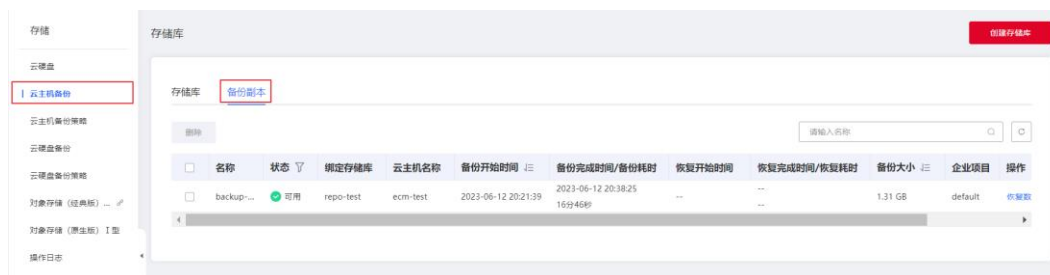 存储
存储库
创建存储库
云硬盘
云主机备份
云主机备份策略
云硬盘备份
云硬盘备份策略
对象存储（经典版）...
对象存储（原生版）I型
操作日志
存储库 备份副本
删除
请输入名称
名称 状态 绑定存储库 云主机名称 备份开始时间 备份完成时间/备份耗时 恢复开始时间 恢复完成时间/恢复耗时 备份大小 企业项目 操作
backup-... 可用 repo-test ecm-test 2023-06-12 20:21:39 2023-06-12 20:38:25 -- -- 1.31 GB default 恢复数
16分46秒 --